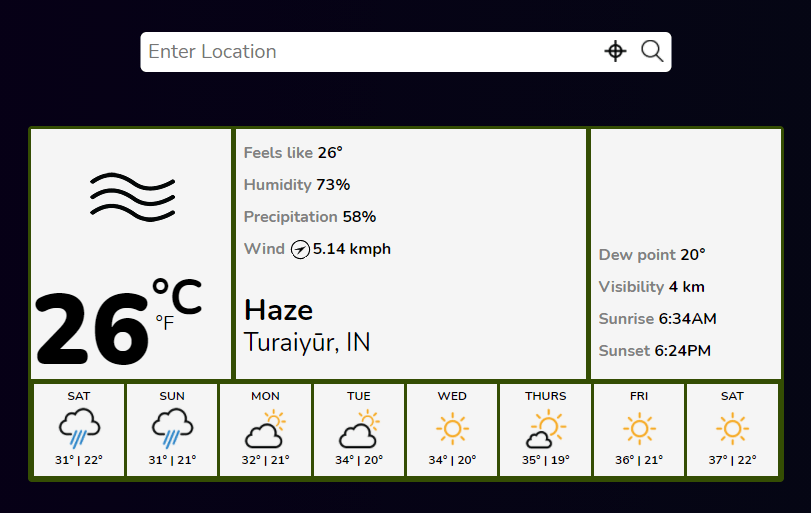 Enter Location
26°C
°F
Feels like 26°
Humidity 73%
Precipitation 58%
Wind 5.14 kmph
Haze
Turaiyūr, IN
Dew point 20°
Visibility 4 km
Sunrise 6:34AM
Sunset 6:24PM
SAT
31° | 22°
SUN
31° | 21°
MON
32° | 21°
TUE
34° | 20°
WED
34° | 20°
THURS
35° | 19°
FRI
36° | 21°
SAT
37° | 22°